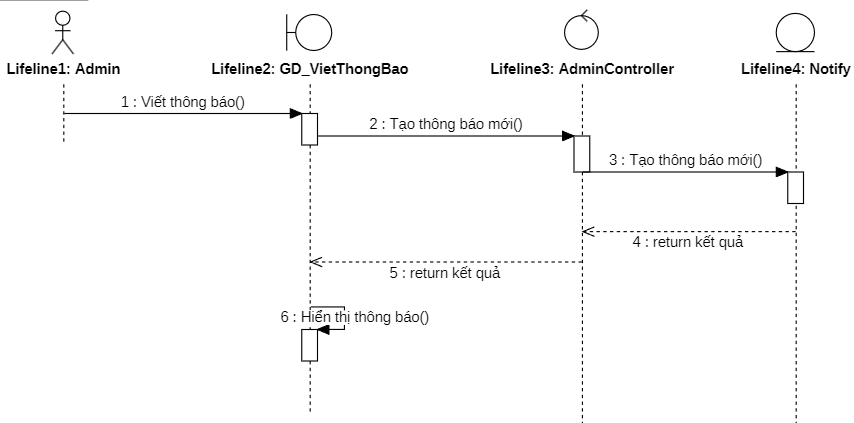 Lifeline1: Admin
Lifeline2: GD_VietThongBao
Lifeline3: AdminController
Lifeline4: Notify
1 : Viết thông báo()
2 : Tạo thông báo mới()
3 : Tạo thông báo mới()
4 : return kết quả
5 : return kết quả
6 : Hiển thị thông báo()